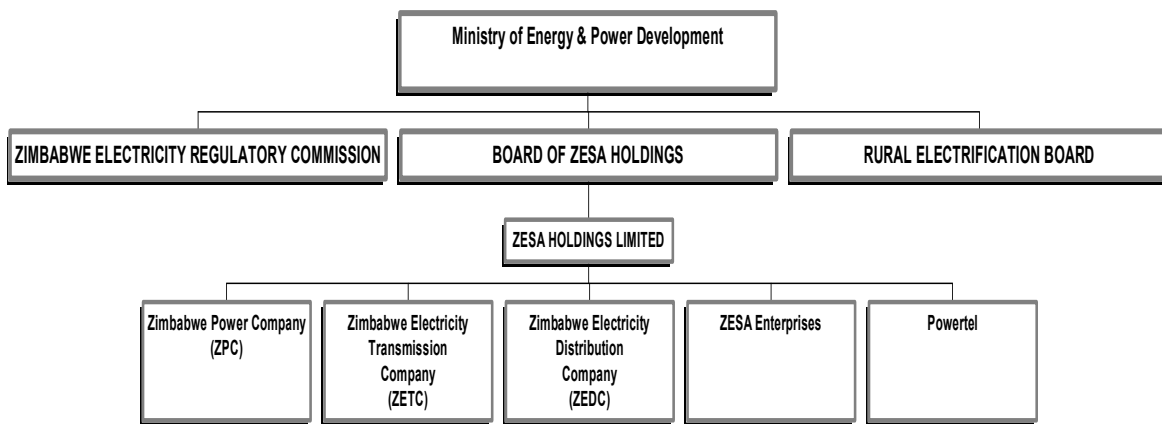 Ministry of Energy & Power Development
ZIMBABWE ELECTRICITY REGULATORY COMMISSION
BOARD OF ZESA HOLDINGS
RURAL ELECTRIFICATION BOARD
ZESA HOLDINGS LIMITED
Zimbabwe Power Company
(ZPC)
Zimbabwe Electricity
Transmission
Company
(ZETC)
Zimbabwe Electricity
Distribution
Company
(ZEDC)
ZESA Enterprises
Powertel